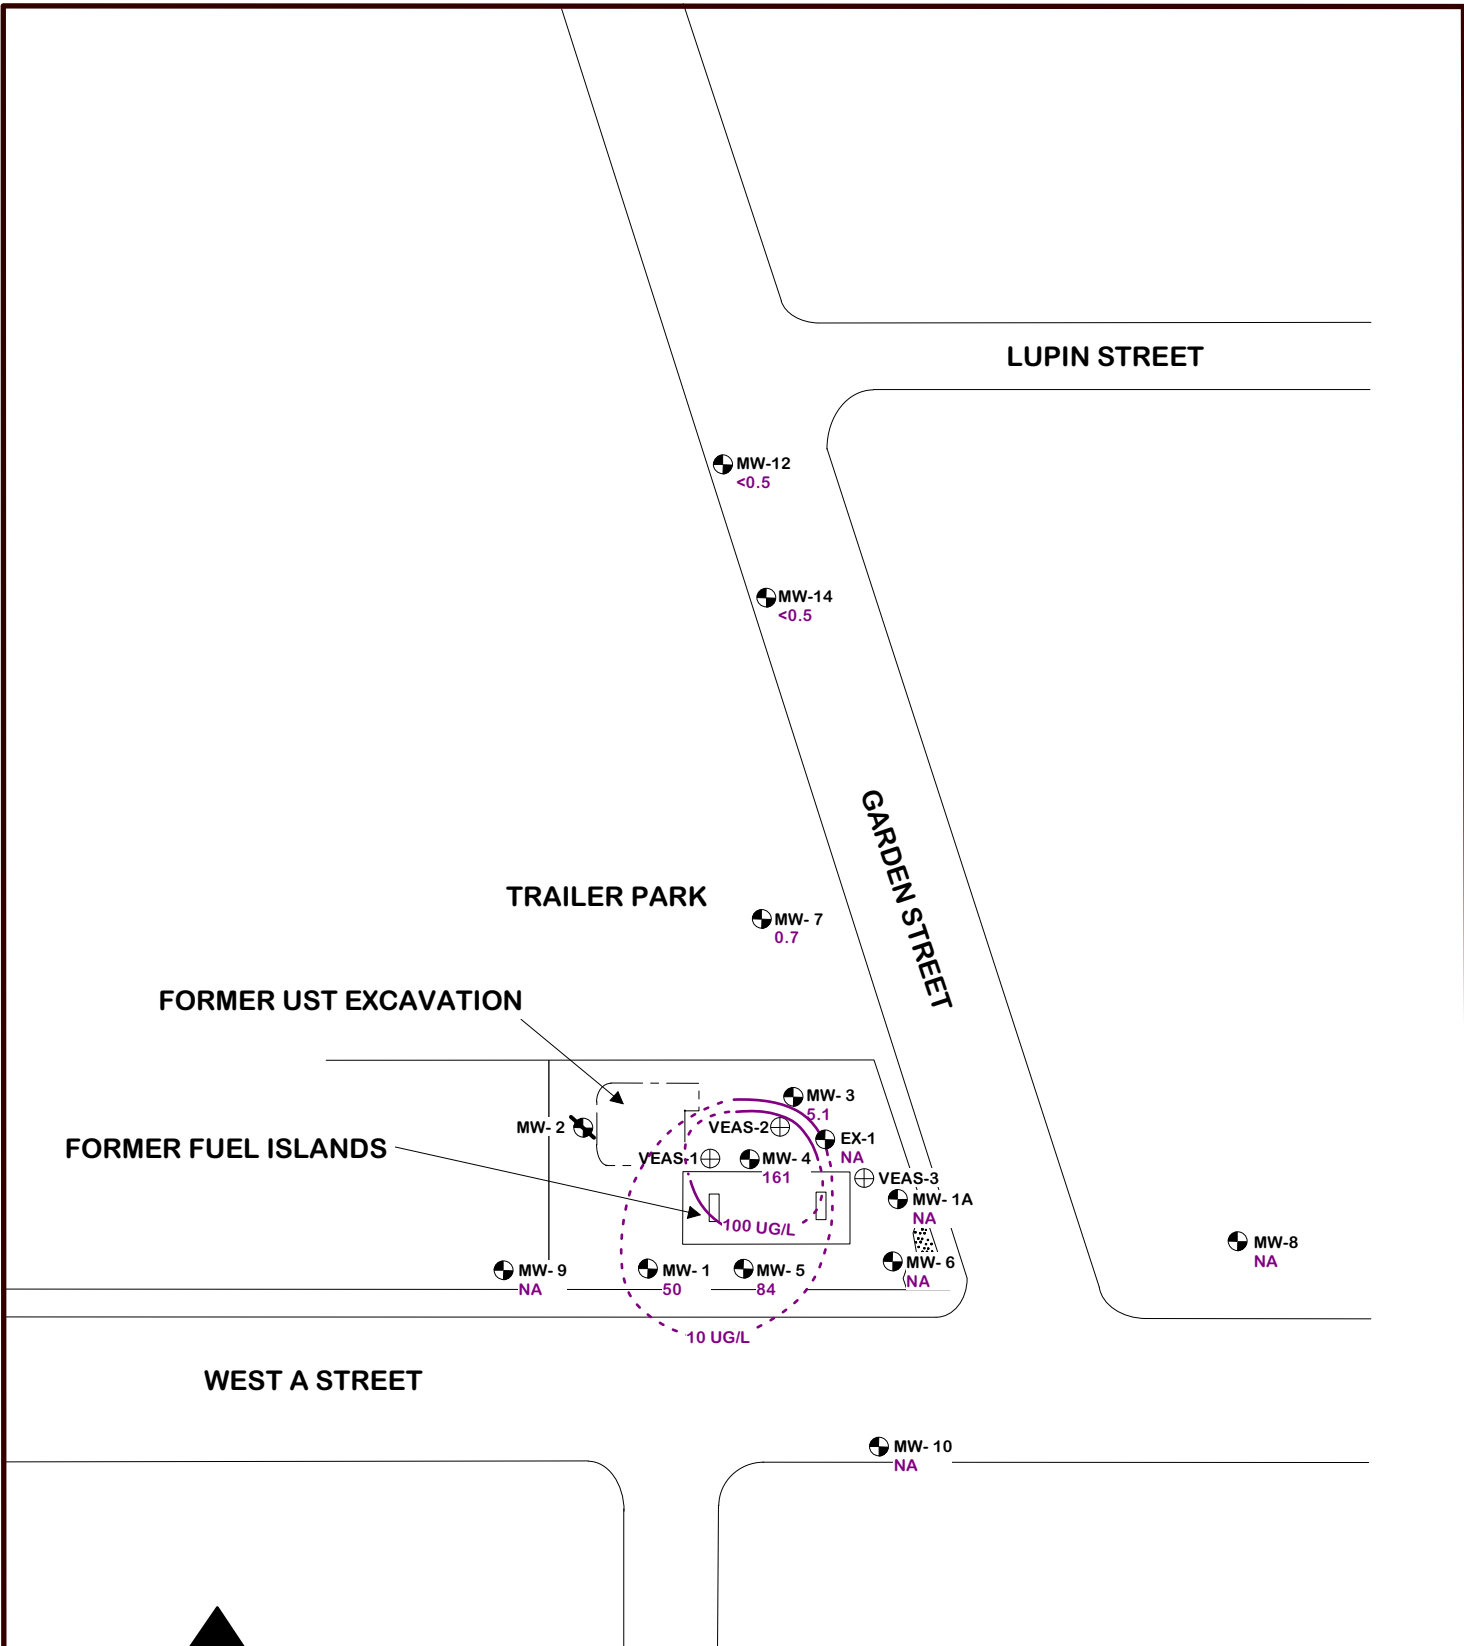 LUPIN STREET
MW-12
<0.5
MW-14
<0.5
GARDEN STREET
TRAILER PARK
MW- 7
0.7
FORMER UST EXCAVATION
MW- 3
5.1
MW- 2
VEAS-2
EX-1
NA
FORMER FUEL ISLANDS
VEAS-1
MW- 4
161
VEAS-3
MW- 1A
NA
100 UG/L
MW-8
NA
MW- 9
NA
MW- 1
50
MW- 5
84
MW- 6
NA
10 UG/L
WEST A STREET
MW- 10
NA